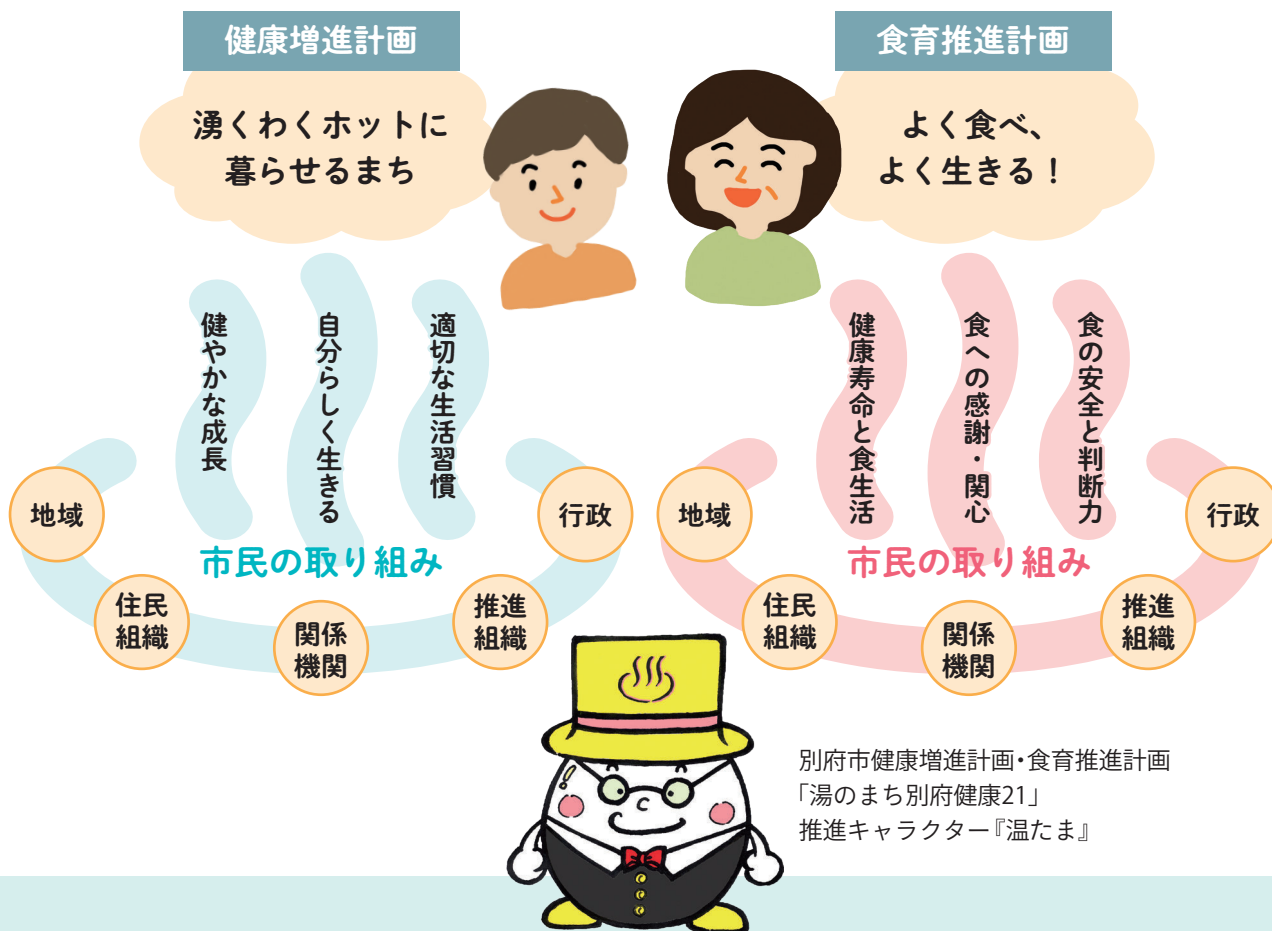 健康増進計画
湧くわくホットに
暮らせるまち
健やかな成長
自分らしく生きる
適切な生活習慣
市民の取り組み
地域
住民
組織
関係
機関
推進
組織
行政
食育推進計画
よく食べ、
よく生きる！
健康寿命と食生活
食への感謝・関心
食の安全と判断力
市民の取り組み
地域
住民
組織
関係
機関
推進
組織
行政
別府市健康増進計画・食育推進計画
「湯のまち別府健康21」
推進キャラクター『温たま』